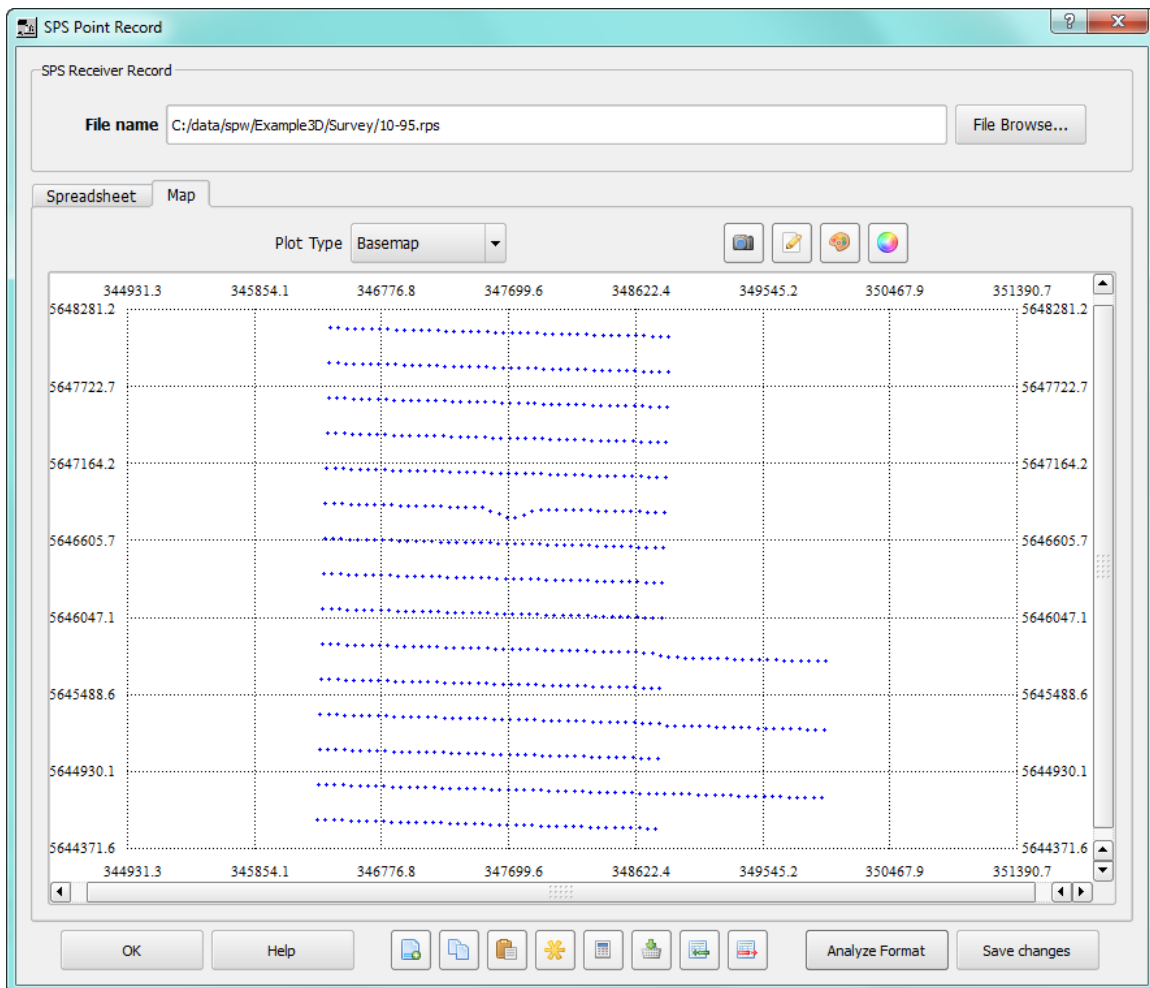 SPS Point Record
SPS Receiver Record
File name C:/data/spw/Example3D/Survey/10-95.rps File Browse...
Spreadsheet Map
Plot Type Basemap
344931.3 345854.1 346776.8 347699.6 348622.4 349545.2 350467.9 351390.7
5648281.2 5648281.2
5647722.7 5647722.7
5647164.2 5647164.2
5646605.7 5646605.7
5646047.1 5646047.1
5645488.6 5645488.6
5644930.1 5644930.1
5644371.6 5644371.6
344931.3 345854.1 346776.8 347699.6 348622.4 349545.2 350467.9 351390.7
OK Help Analyze Format Save changes